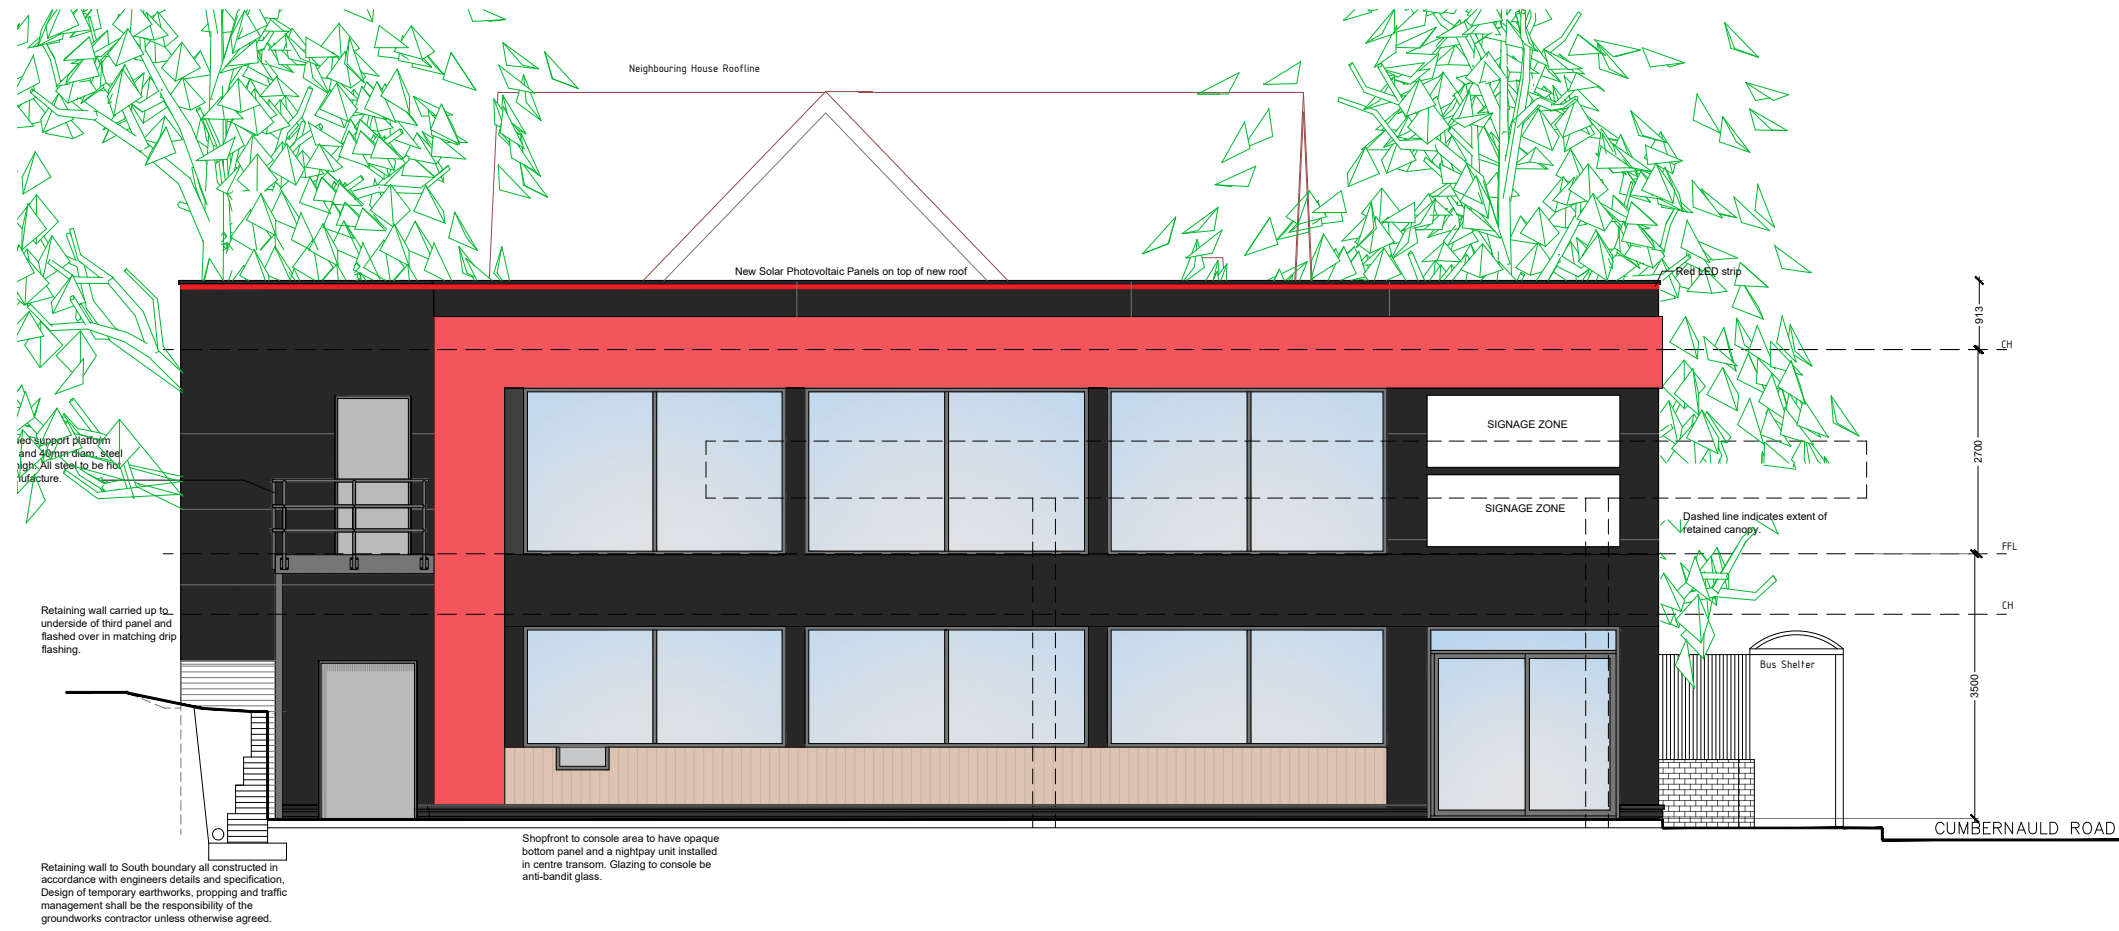 Neighbouring House Roofline
New Solar Photovoltaic Panels on top of new roof
Red LED strip
913
CH
SIGNAGE ZONE
support platform
and 40mm diam. steel
All steel to be hot
2700
SIGNAGE ZONE
Dashed line indicates extent of
retained canopy.
FFL
CH
Retaining wall carried up to
underside of third panel and
flashed over in matching drip
flashing.
Bus Shelter
3500
CUMBERNAULD ROAD
Shopfront to console area to have opaque
bottom panel and a nightpay unit installed
in centre transom. Glazing to console be
anti-bandit glass.
Retaining wall to South boundary all constructed in
accordance with engineers details and specification,
Design of temporary earthworks, propping and traffic
management shall be the responsibility of the
groundworks contractor unless otherwise agreed.